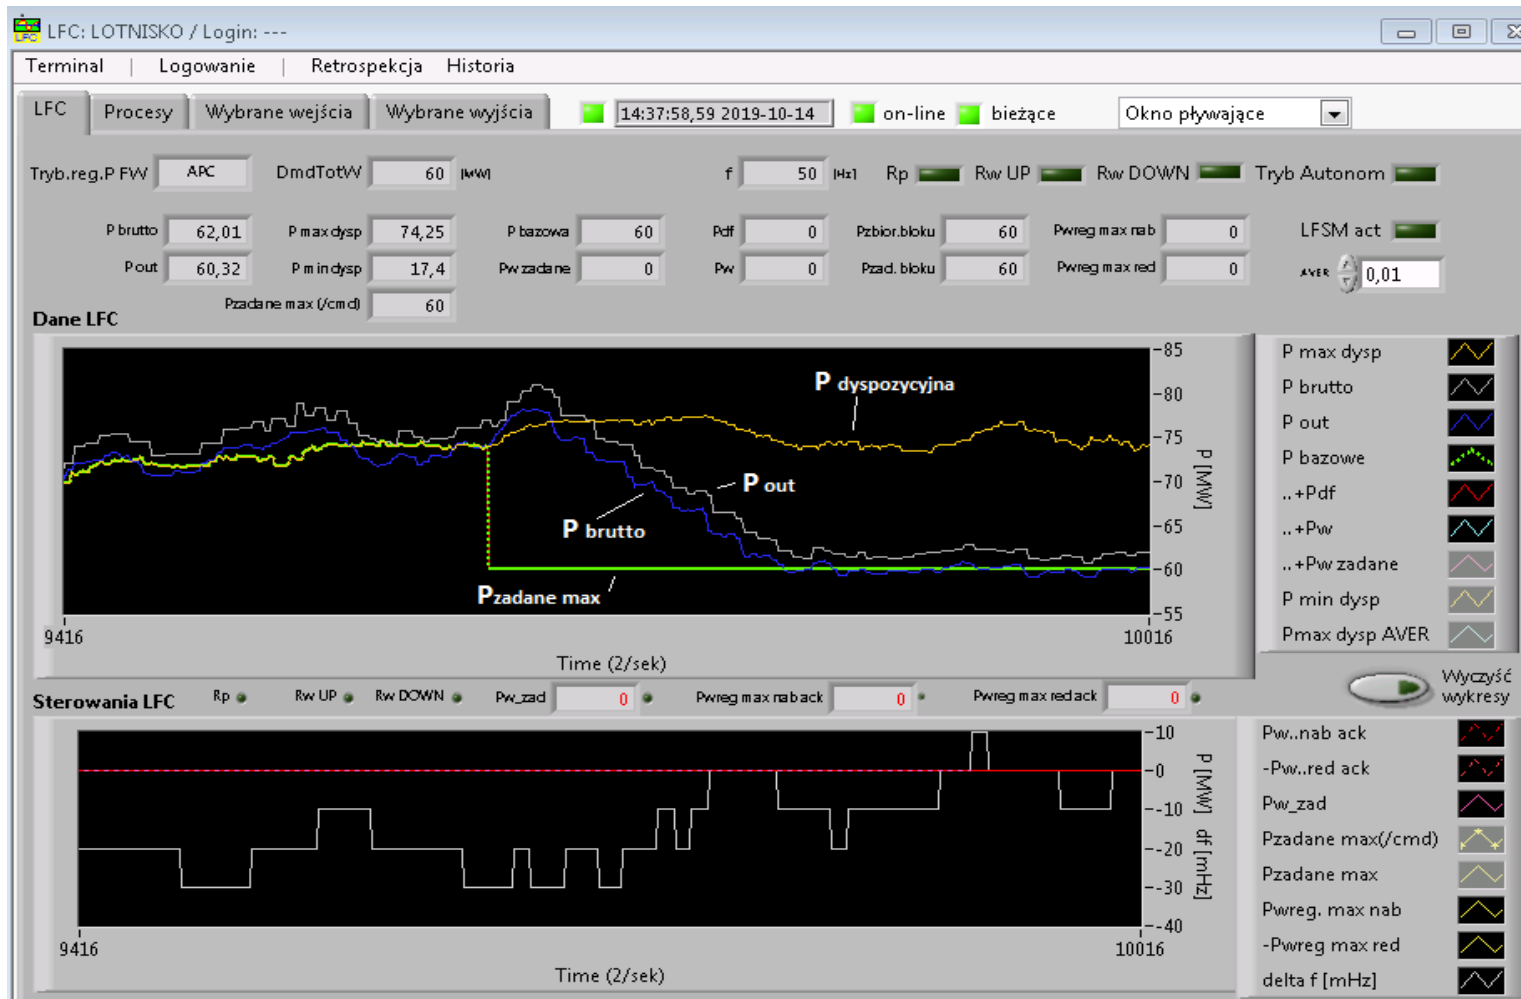 LFC: LOTNISKO / Login: ---
Terminal | Logowanie | Retrospekcja Historia
LFC Procesy Wybrane wejścia Wybrane wyjścia 14:37:58,59 2019-10-14 on-line bieżące Okno pływające
Tryb.reg.P FW APC DmdTotW 60 [MW] f 50 [Hz] Rp Rw UP Rw DOWN Tryb Autonom
P brutto 62,01 P max dysp 74,25 P bazowa 60 Pdf 0 Pzbior.bloku 60 Pwreg max nab 0 LFSM act
P out 60,32 P min dysp 17,4 Pw zadane 0 Pw 0 Pzad. bloku 60 Pwreg max red 0 AVER 0,01
Pzadane max (/cmd) 60
Dane LFC
85
80
75
70
65
60
55
P [MW]
P dyspozycyjna
P out
P brutto
Pzadane max
9416 10016
Time (2/sek)
P max dysp
P brutto
P out
P bazowe
..+Pdf
..+Pw
..+Pw zadane
P min dysp
Pmax dysp AVER
Wyczyść
wykresy
Sterowania LFC Rp Rw UP Rw DOWN Pw_zad 0 Pwreg max nab ack 0 Pwreg max red ack 0
10
0
-10
-20
-30
-40
P [MW] df [mHz]
9416 10016
Time (2/sek)
Pw..nab ack
-Pw..red ack
Pw_zad
Pzadane max(/cmd)
Pzadane max
Pwreg. max nab
-Pwreg max red
delta f [mHz]